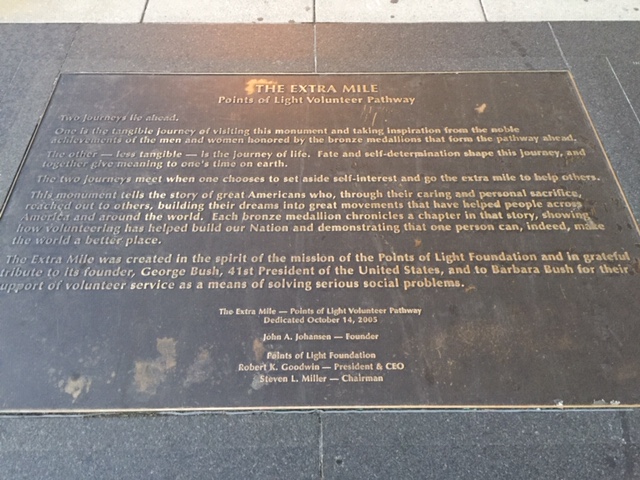 THE EXTRA MILE
Points of Light Volunteer Pathway
Two journeys lie ahead.
One is the tangible journey of visiting this monument and taking inspiration from the noble
achievements of the men and women honored by the bronze medallions that form the pathway ahead.
The other — less tangible — is the journey of life. Fate and self-determination shape this journey, and
together give meaning to one's time on earth.
The two journeys meet when one chooses to set aside self-interest and go the extra mile to help others.
This monument tells the story of great Americans who, through their caring and personal sacrifice,
reached out to others, building their dreams into great movements that have helped people across
America and around the world. Each bronze medallion chronicles a chapter in that story, showing
how volunteering has helped build our Nation and demonstrating that one person can, indeed, make
the world a better place.
The Extra Mile was created in the spirit of the mission of the Points of Light Foundation and in grateful
tribute to its founder, George Bush, 41st President of the United States, and to Barbara Bush for their
support of volunteer service as a means of solving serious social problems.
The Extra Mile — Points of Light Volunteer Pathway
Dedicated October 14, 2005
John A. Johansen — Founder
Points of Light Foundation
Robert K. Goodwin — President & CEO
Steven L. Miller — Chairman